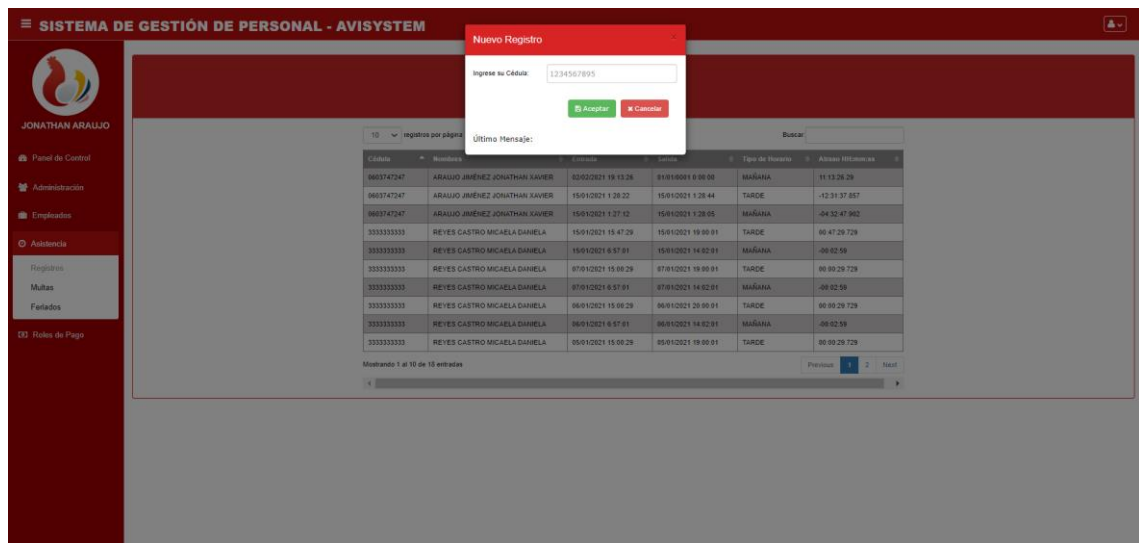 SISTEMA DE GESTIÓN DE PERSONAL - AVISYSTEM
Nuevo Registro
Ingrese su Cédula: 1234567895
Aceptar Cancelar
Último Mensaje:
JONATHAN ARAUJO
Panel de Control
Administración
Empleados
Asistencia
Registros
Multas
Feriados
Roles de Pago
10 registros por página Buscar:
Cédula Nombres Entrada Salida Tipo de Horario
0603747247 ARAUJO JIMÉNEZ JONATHAN XAVIER 02/02/2021 19:13:26 01/01/0001 0:00:00 MAÑANA 11:13:26.29
0603747247 ARAUJO JIMÉNEZ JONATHAN XAVIER 15/01/2021 1:28:22 15/01/2021 1:28:44 TARDE -12:31:37.857
0603747247 ARAUJO JIMÉNEZ JONATHAN XAVIER 15/01/2021 1:27:12 15/01/2021 1:28:05 MAÑANA -04:32:47.902
3333333333 REYES CASTRO MICAELA DANIELA 15/01/2021 15:47:29 15/01/2021 19:00:01 TARDE 00:47:29.729
3333333333 REYES CASTRO MICAELA DANIELA 15/01/2021 6:57:01 15/01/2021 14:02:01 MAÑANA -00:02:59
3333333333 REYES CASTRO MICAELA DANIELA 07/01/2021 15:00:29 07/01/2021 19:00:01 TARDE 00:00:29.729
3333333333 REYES CASTRO MICAELA DANIELA 07/01/2021 6:57:01 07/01/2021 14:02:01 MAÑANA -00:02:59
3333333333 REYES CASTRO MICAELA DANIELA 06/01/2021 15:00:29 06/01/2021 20:00:01 TARDE 00:00:29.729
3333333333 REYES CASTRO MICAELA DANIELA 06/01/2021 6:57:01 06/01/2021 14:02:01 MAÑANA -00:02:59
3333333333 REYES CASTRO MICAELA DANIELA 05/01/2021 15:00:29 05/01/2021 19:00:01 TARDE 00:00:29.729
Mostrando 1 al 10 de 15 entradas Previous 1 2 Next